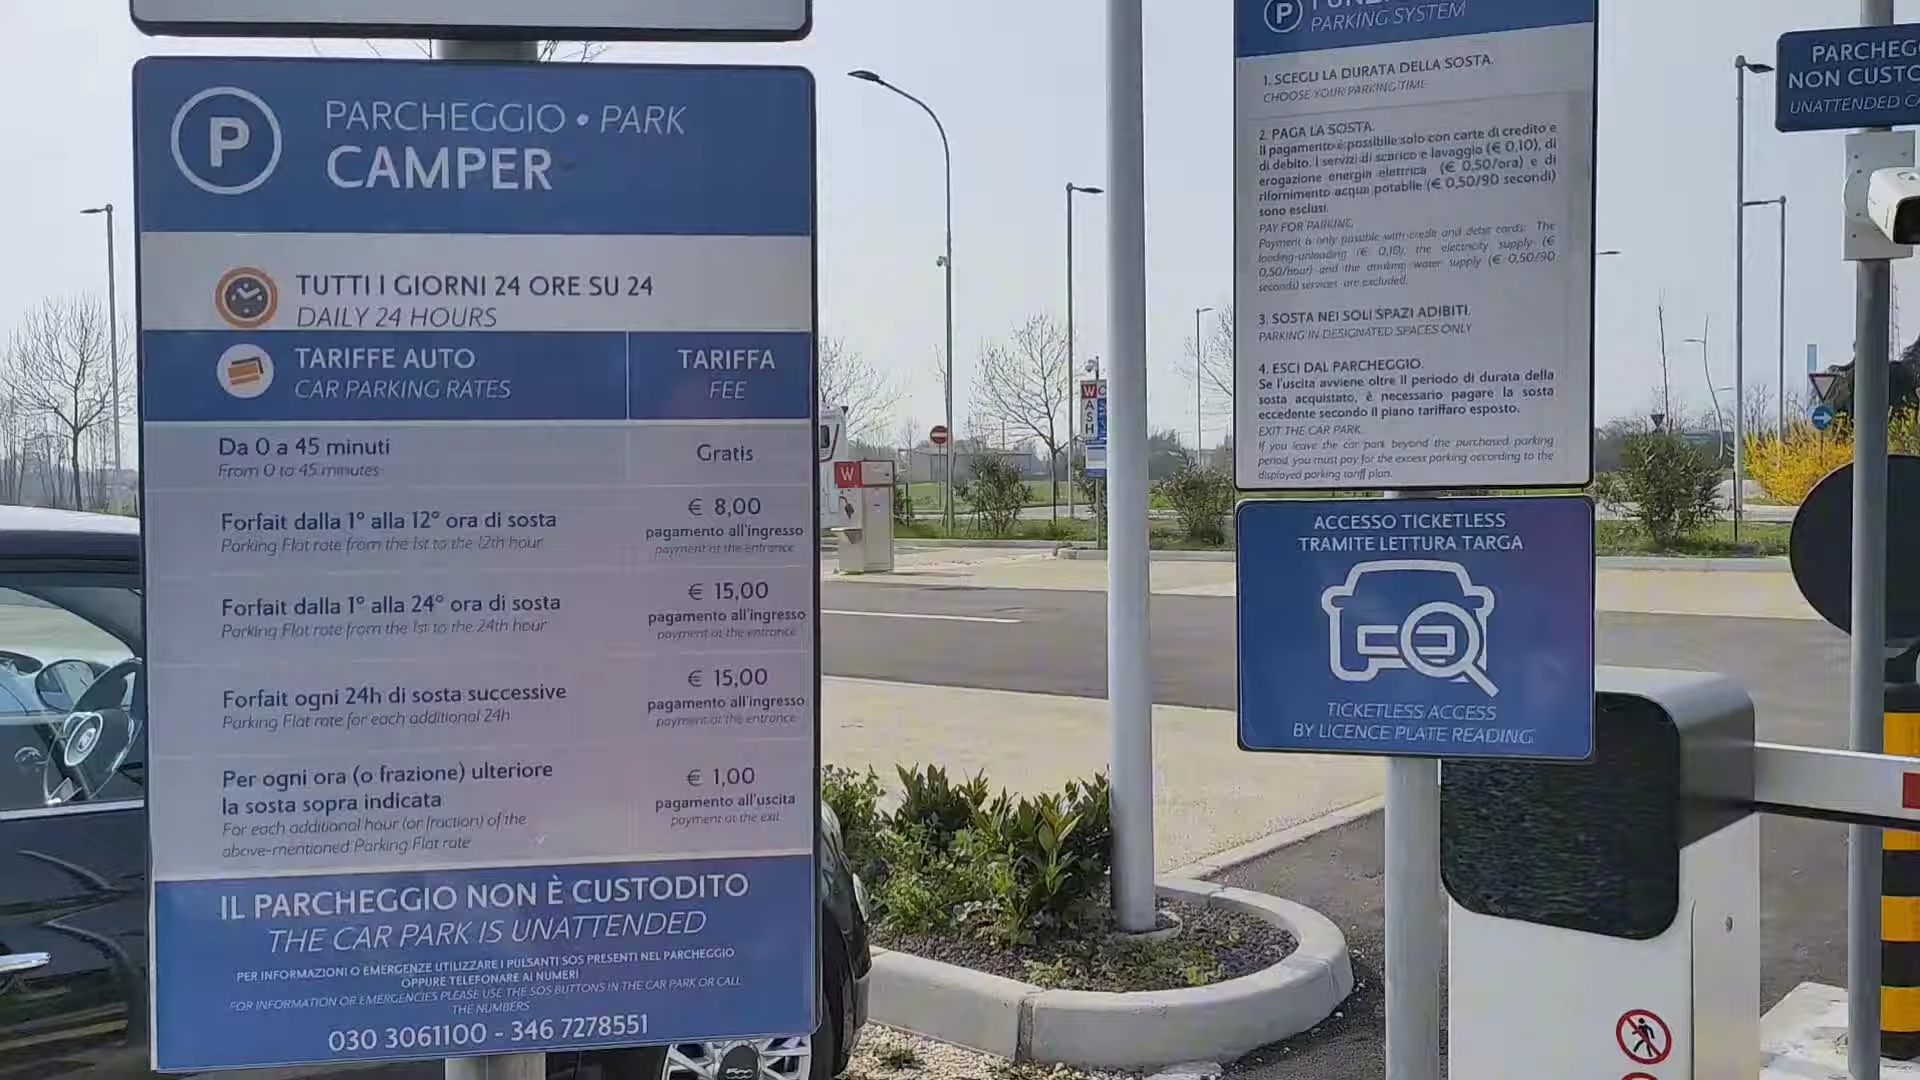 P
PARCHEGGIO • PARK
CAMPER
TUTTI I GIORNI 24 ORE SU 24
DAILY 24 HOURS
TARIFFE AUTO
CAR PARKING RATES
TARIFFA
FEE
Da 0 a 45 minuti
From 0 to 45 minutes
Gratis
Forfait dalla 1° alla 12° ora di sosta
Parking Flat rate from the 1st to the 12th hour
€ 8,00
pagamento all'ingresso
payment at the entrance
Forfait dalla 1° alla 24° ora di sosta
Parking Flat rate from the 1st to the 24th hour
€ 15,00
pagamento all'ingresso
payment at the entrance
Forfait ogni 24h di sosta successive
Parking Flat rate for each additional 24h
€ 15,00
pagamento all'ingresso
payment at the entrance
Per ogni ora (o frazione) ulteriore
la sosta sopra indicata
For each additional hour (or fraction) of the
above-mentioned Parking Flat rate
€ 1,00
pagamento all'uscita
payment at the exit
IL PARCHEGGIO NON È CUSTODITO
THE CAR PARK IS UNATTENDED
PER INFORMAZIONI O EMERGENZE UTILIZZARE I PULSANTI SOS PRESENTI NEL PARCHEGGIO
OPPURE TELEFONARE AI NUMERI
FOR INFORMATION OR EMERGENCIES PLEASE USE THE SOS BUTTONS IN THE CAR PARK OR CALL
THE NUMBERS
030 3061100 - 346 7278551
W
WASH
P
PARKING SYSTEM
1. SCEGLI LA DURATA DELLA SOSTA.
CHOOSE YOUR PARKING TIME
2. PAGA LA SOSTA.
Il pagamento è possibile solo con carte di credito e
di debito. I servizi di scarico e lavaggio (€ 0,10), di
erogazione energia elettrica (€ 0,50/ora) e di
rifornimento acqua potabile (€ 0,50/90 secondi)
sono esclusi.
PAY FOR PARKING
Payment is only possible with credit and debit cards. The
loading-unloading (€ 0,10), the electricity supply (€
0,50/hour) and the drinking water supply (€ 0,50/90
seconds) services are excluded.
3. SOSTA NEI SOLI SPAZI ADIBITI.
PARKING IN DESIGNATED SPACES ONLY
4. ESCI DAL PARCHEGGIO.
Se l'uscita avviene oltre il periodo di durata della
sosta acquistato, è necessario pagare la sosta
eccedente secondo il piano tariffaro esposto.
EXIT THE CAR PARK
If you leave the car park beyond the purchased parking
period, you must pay for the excess parking according to the
displayed parking tariff plan.
ACCESSO TICKETLESS
TRAMITE LETTURA TARGA
TICKETLESS ACCESS
BY LICENCE PLATE READING
PARCHEG
NON CUSTO
UNATTENDED CA